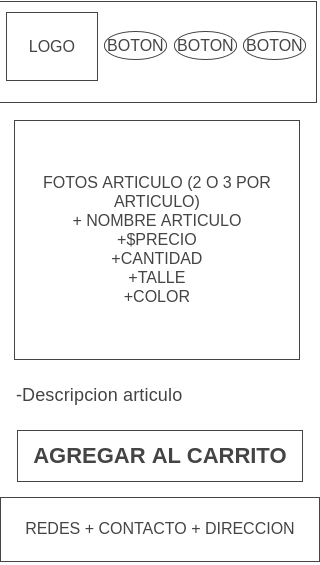 LOGO BOTON BOTON BOTON
FOTOS ARTICULO (2 O 3 POR
ARTICULO)
+ NOMBRE ARTICULO
+$PRECIO
+CANTIDAD
+TALLE
+COLOR
-Descripcion articulo
AGREGAR AL CARRITO
REDES + CONTACTO + DIRECCION